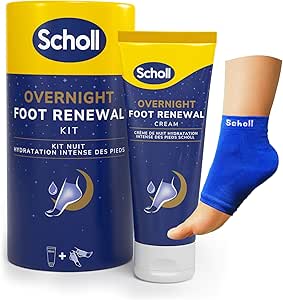 Scholl
OVERNIGHT
FOOT RENEWAL
KIT
KIT NUIT
HYDRATATION INTENSE DES PIEDS
Scholl
OVERNIGHT
FOOT RENEWAL
CREAM
CRÈME DE NUIT HYDRATATION
INTENSE DES PIEDS SCHOLL
Scholl